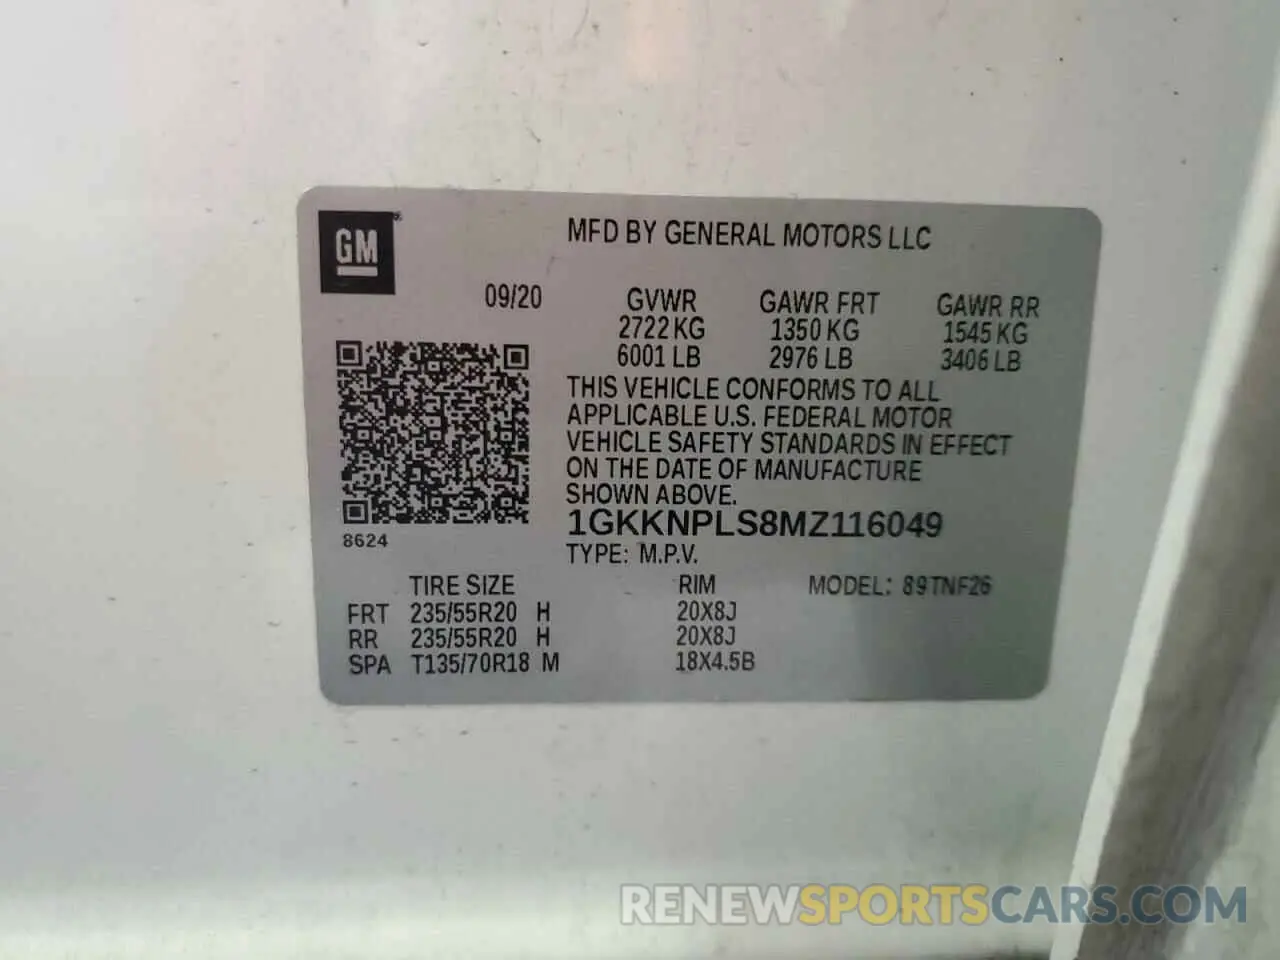 GM®
MFD BY GENERAL MOTORS LLC
09/20 GVWR GAWR FRT GAWR RR
2722 KG 1350 KG 1545 KG
6001 LB 2976 LB 3406 LB
THIS VEHICLE CONFORMS TO ALL
APPLICABLE U.S. FEDERAL MOTOR
VEHICLE SAFETY STANDARDS IN EFFECT
ON THE DATE OF MANUFACTURE
SHOWN ABOVE.
1GKKNPLS8MZ116049
8624
TYPE: M.P.V.
TIRE SIZE RIM MODEL: 89TNF26
FRT 235/55R20 H 20X8J
RR 235/55R20 H 20X8J
SPA T135/70R18 M 18X4.5B
RENEWSPORTSCARS.COM